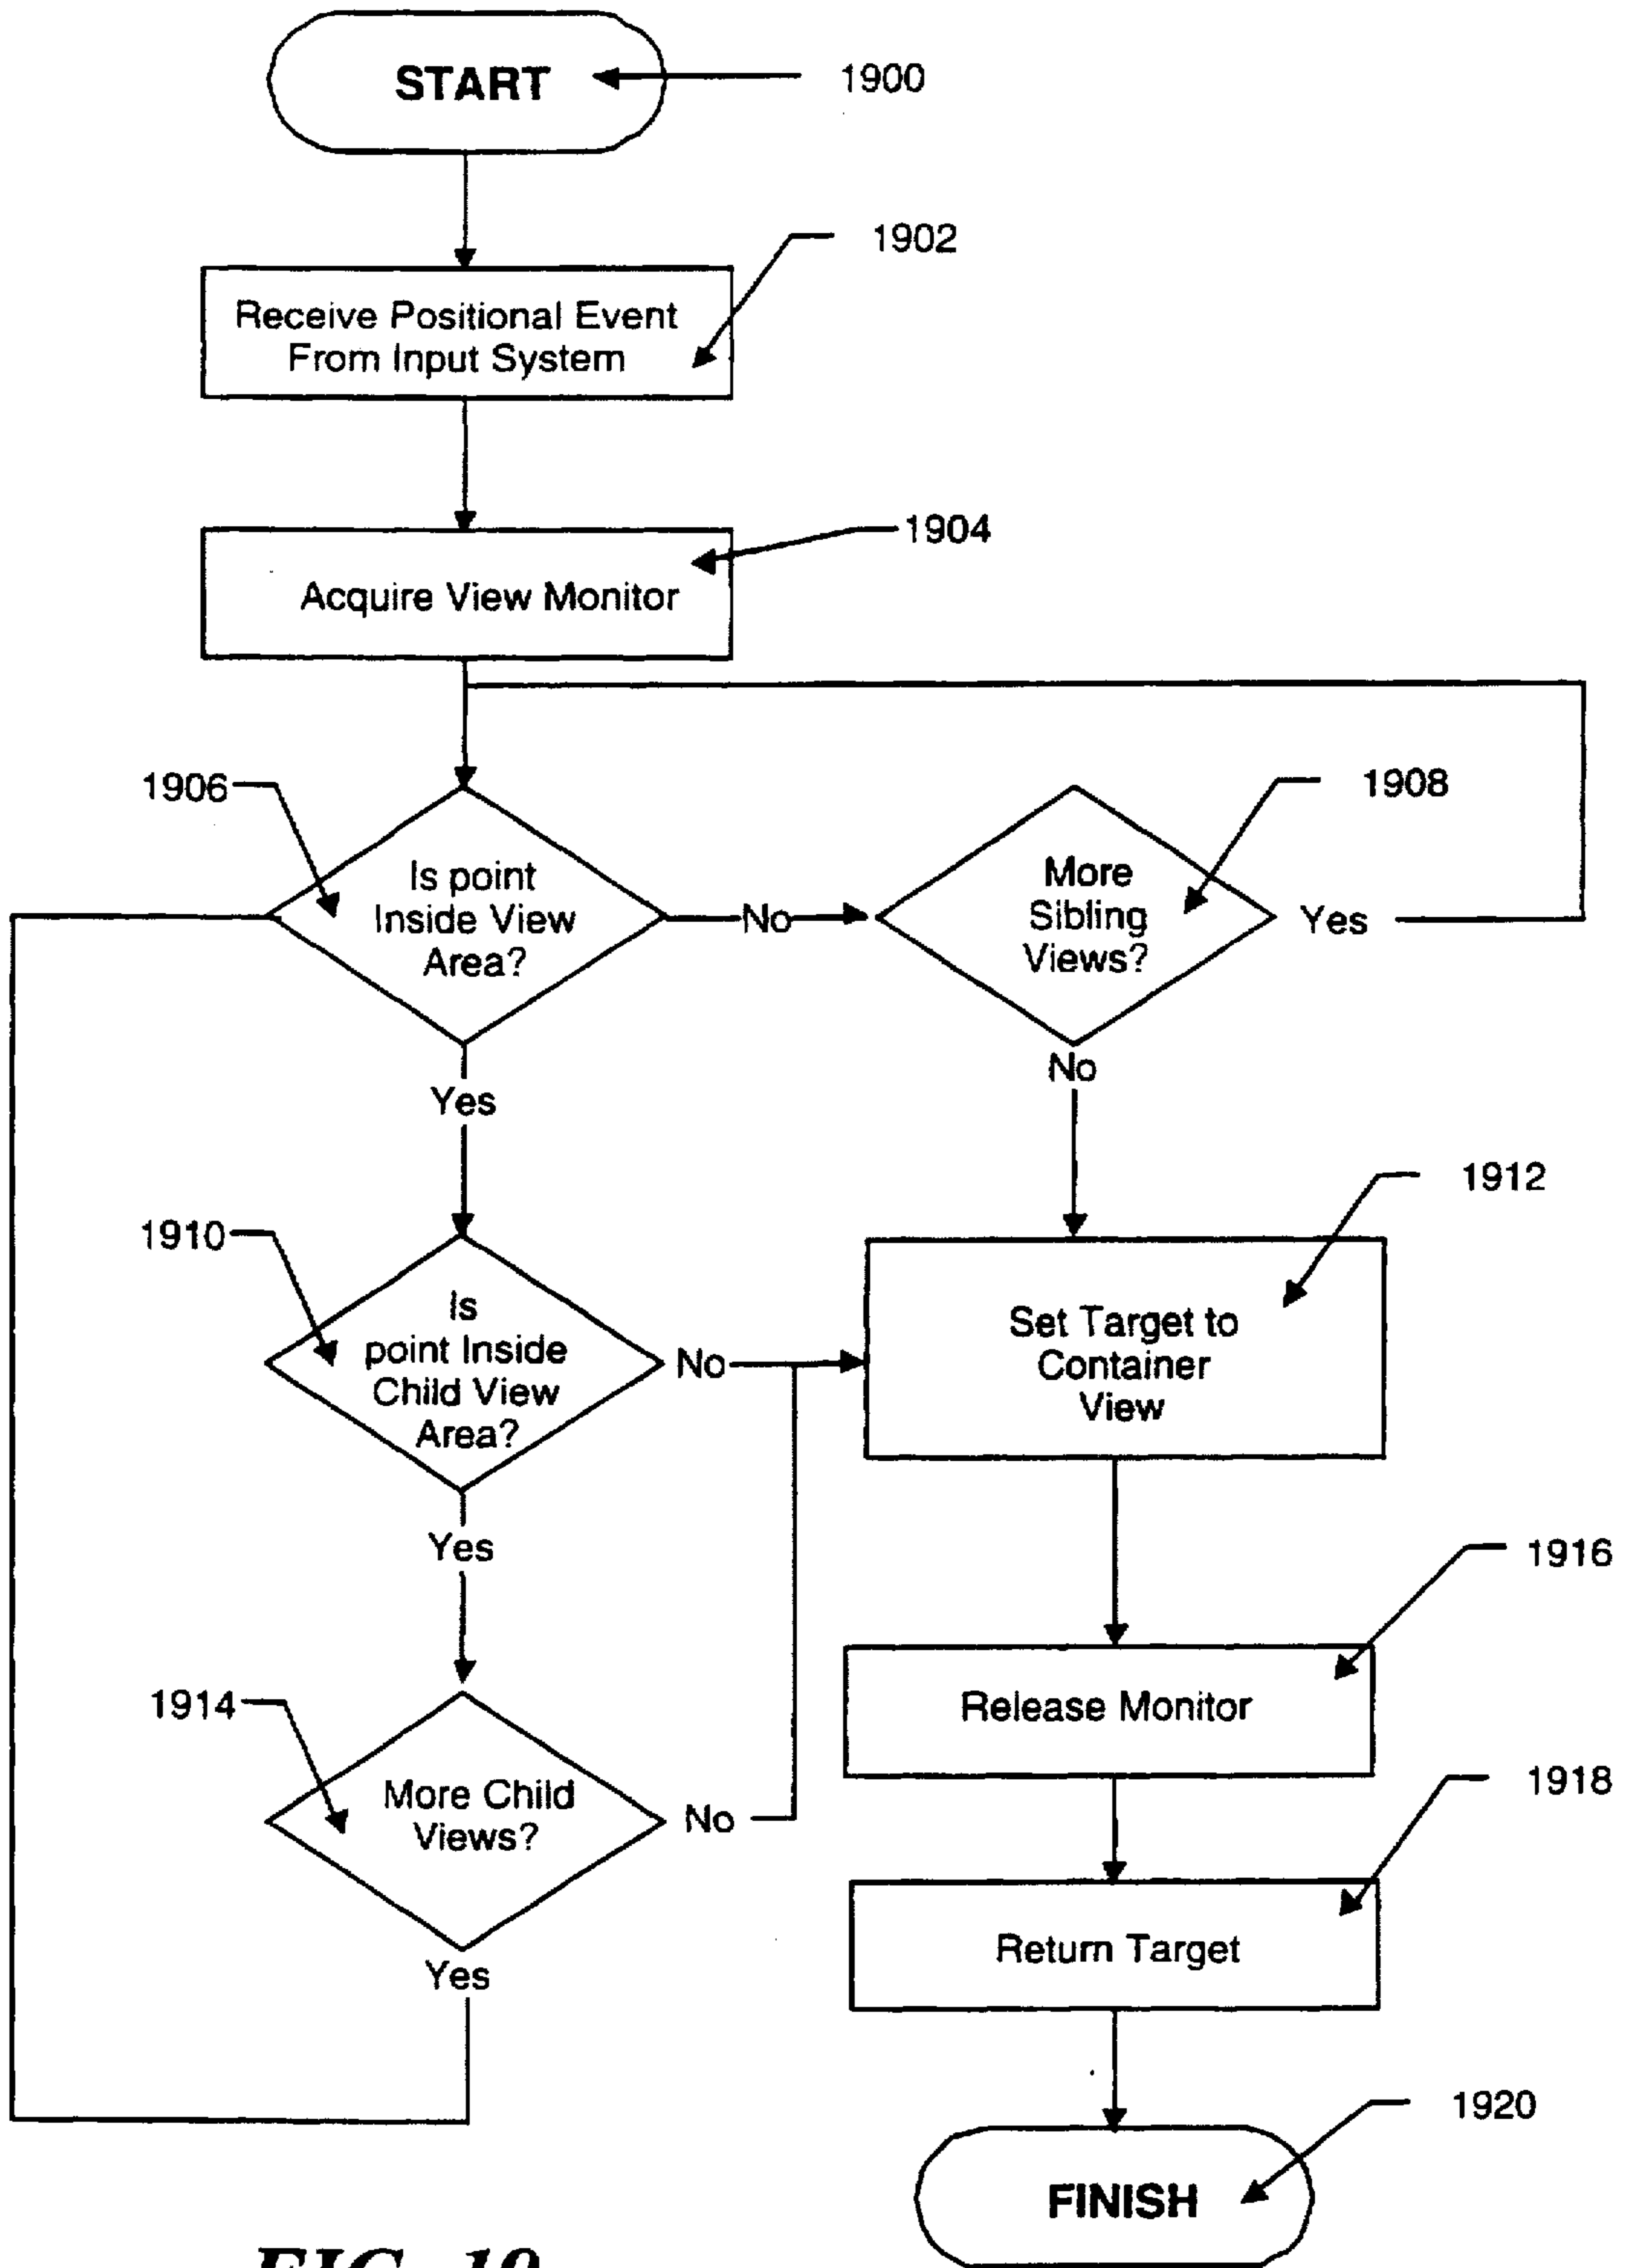 START
1900
1902
Receive Positional Event
From Input System
1904
Acquire View Monitor
1906
Is point
Inside View
Area?
No
1908
More
Sibling
Views?
Yes
No
Yes
1910
Is
point Inside
Child View
Area?
No
1912
Set Target to
Container
View
Yes
1914
More Child
Views?
No
Yes
1916
Release Monitor
1918
Return Target
1920
FINISH
FIG. 19